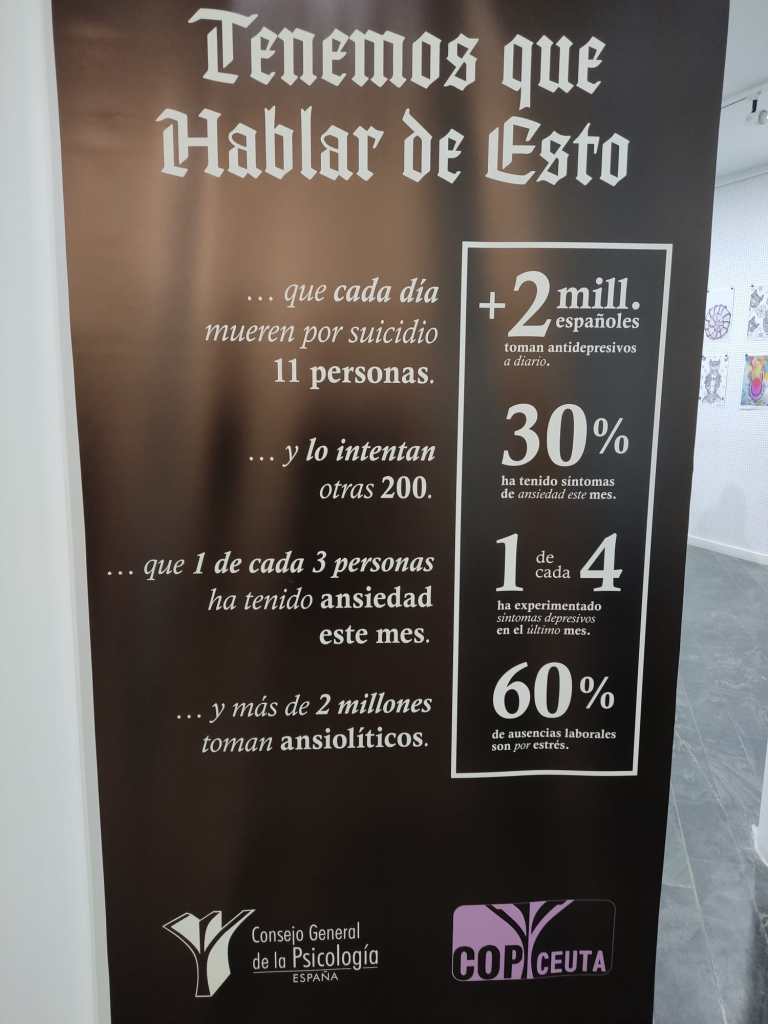 Tenemos que
Hablar de Esto
... que cada día
mueren por suicidio
11 personas.
... y lo intentan
otras 200.
... que 1 de cada 3 personas
ha tenido ansiedad
este mes.
... y más de 2 millones
toman ansiolíticos.
+2 mill.
españoles
toman antidepresivos
a diario.
30%
ha tenido síntomas
de ansiedad este mes.
1 de cada 4
ha experimentado
síntomas depresivos
en el último mes.
60%
de ausencias laborales
son por estrés.
Consejo General
de la Psicología
ESPAÑA
COP CEUTA